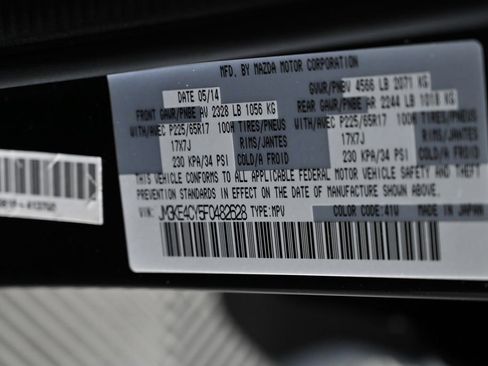 MFD. BY MAZDA MOTOR CORPORATION
DATE 05/14 GVWR/PNBV 4566 LB 2071 KG
FRONT GAWR/PNBE AV 2328 LB 1056 KG REAR GAWR/PNBE AR 2244 LB 1018 KG
WITH/AVEC P225/65R17 100H TIRES/PNEUS WITH/AVEC P225/65R17 100H TIRES/PNEUS
17X7J RIMS/JANTES 17X7J RIMS/JANTES
230 KPA/34 PSI COLD/A FROID 230 KPA/34 PSI COLD/A FROID
THIS VEHICLE CONFORMS TO ALL APPLICABLE FEDERAL MOTOR VEHICLE SAFETY AND THEFT
PREVENTION STANDARDS IN EFFECT ON THE DATE OF MANUFACTURE SHOWN ABOVE.
VIN: JM3KE4CY5F0482628 TYPE: MPV COLOR CODE: 41W MADE IN JAPAN